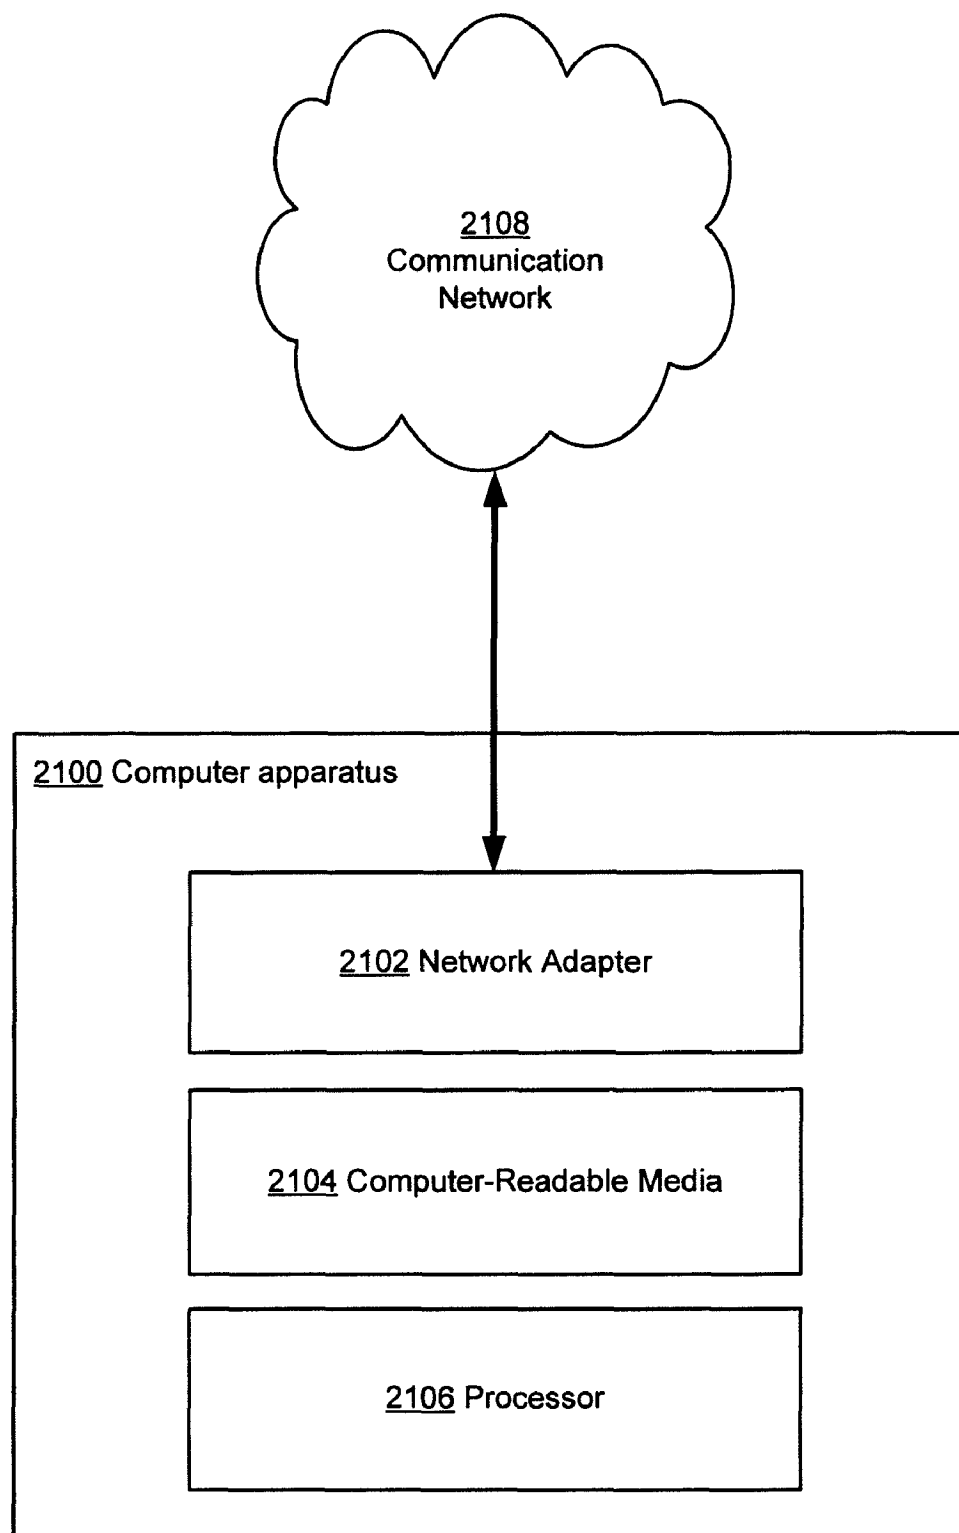 2108
Communication
Network
2100 Computer apparatus
2102 Network Adapter
2104 Computer-Readable Media
2106 Processor